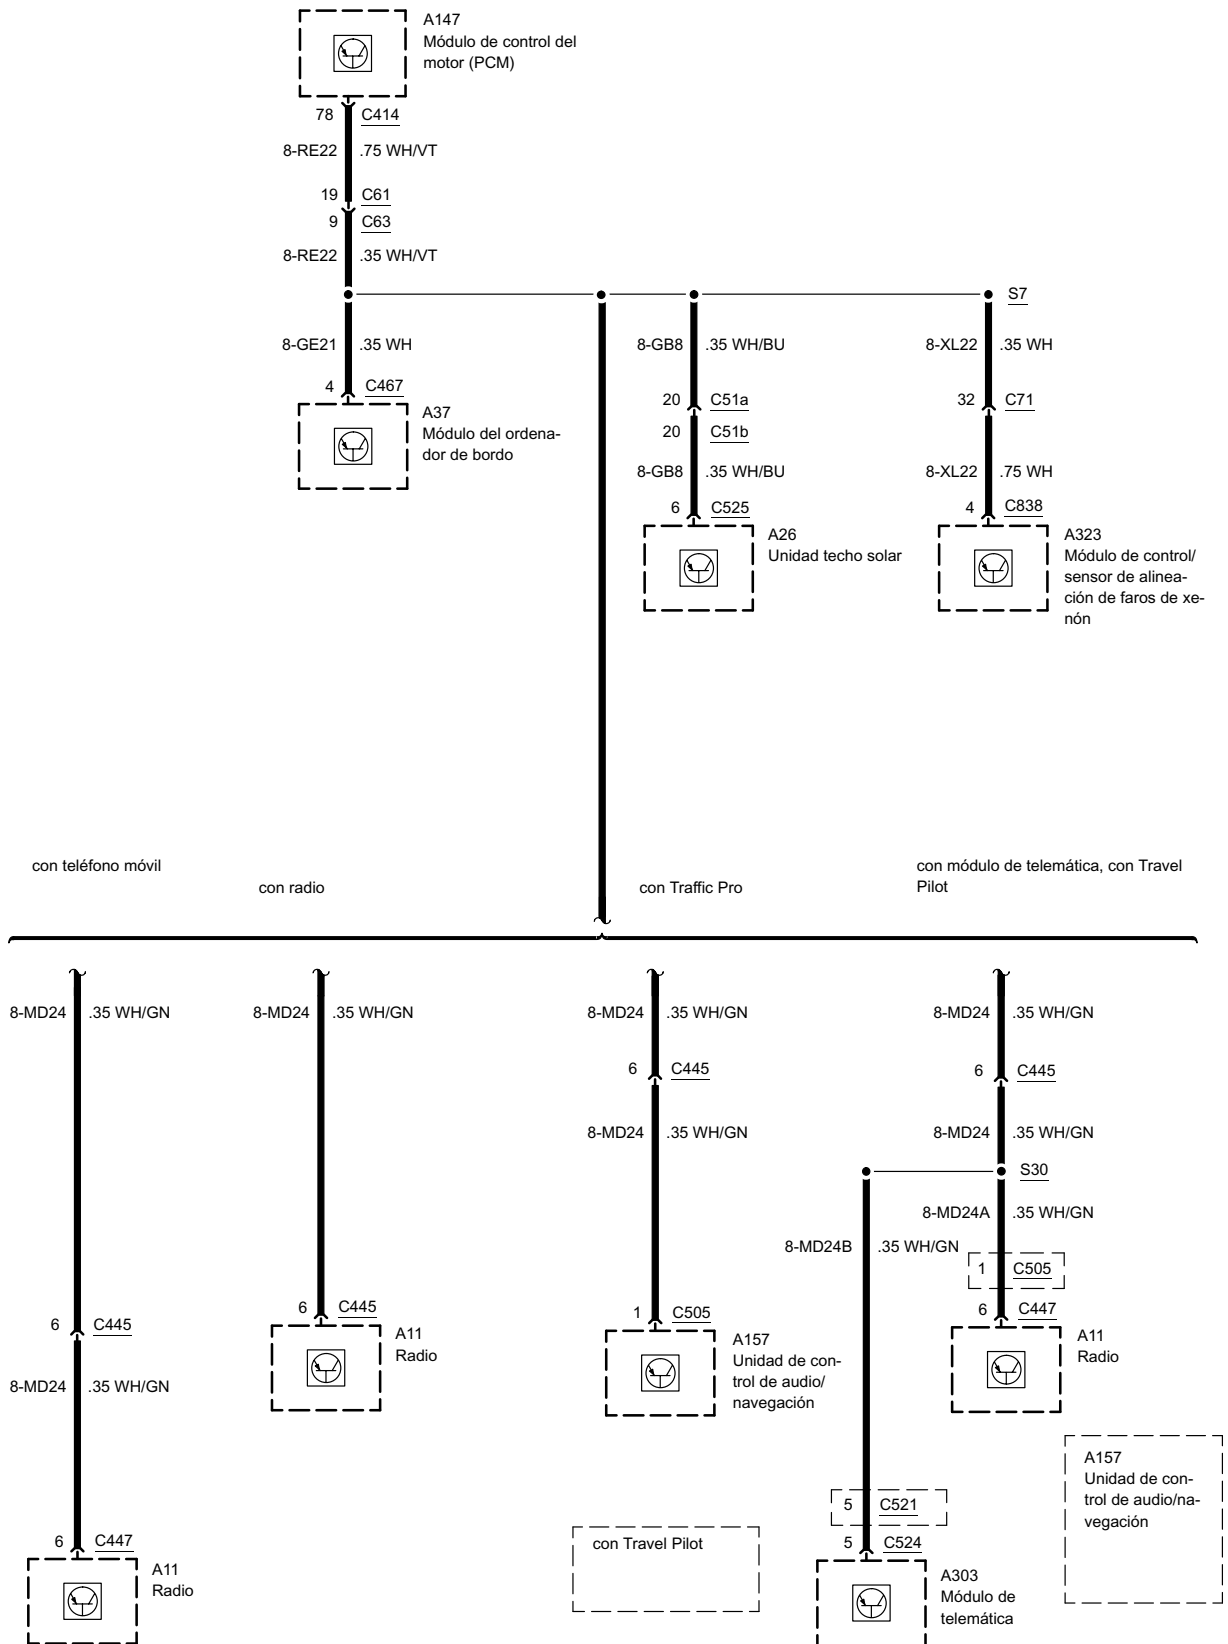 A147
Módulo de control del
motor (PCM)
78 C414
8-RE22 .75 WH/VT
19 C61
9 C63
8-RE22 .35 WH/VT
S7
8-GE21 .35 WH
8-GB8 .35 WH/BU
8-XL22 .35 WH
4 C467
20 C51a
32 C71
A37
Módulo del ordena-
dor de bordo
20 C51b
8-GB8 .35 WH/BU
8-XL22 .75 WH
6 C525
4 C838
A26
Unidad techo solar
A323
Módulo de control/
sensor de alinea-
ción de faros de xe-
nón
con teléfono móvil
con radio
con Traffic Pro
con módulo de telemática, con Travel
Pilot
8-MD24 .35 WH/GN
8-MD24 .35 WH/GN
8-MD24 .35 WH/GN
8-MD24 .35 WH/GN
6 C445
6 C445
8-MD24 .35 WH/GN
8-MD24 .35 WH/GN
S30
8-MD24A .35 WH/GN
8-MD24B .35 WH/GN
1 C505
6 C445
6 C445
1 C505
6 C447
A11
Radio
A157
Unidad de con-
trol de audio/
navegación
A11
Radio
8-MD24 .35 WH/GN
A157
Unidad de con-
trol de audio/na-
vegación
5 C521
6 C447
con Travel Pilot
5 C524
A11
Radio
A303
Módulo de
telemática